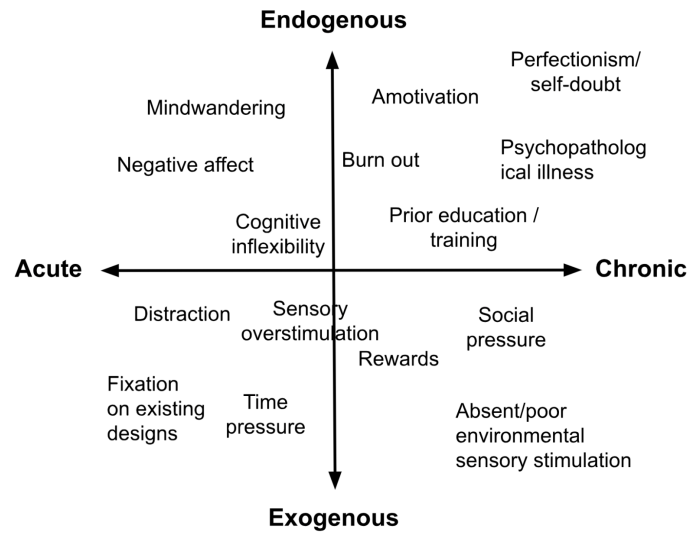 Endogenous
Perfectionism/
self-doubt
Mindwandering
Amotivation
Negative affect
Burn out
Psychopatholog
ical illness
Cognitive
inflexibility
Prior education /
training
Acute
Chronic
Distraction
Sensory
overstimulation
Social
pressure
Rewards
Fixation
on existing
designs
Time
pressure
Absent/poor
environmental
sensory stimulation
Exogenous